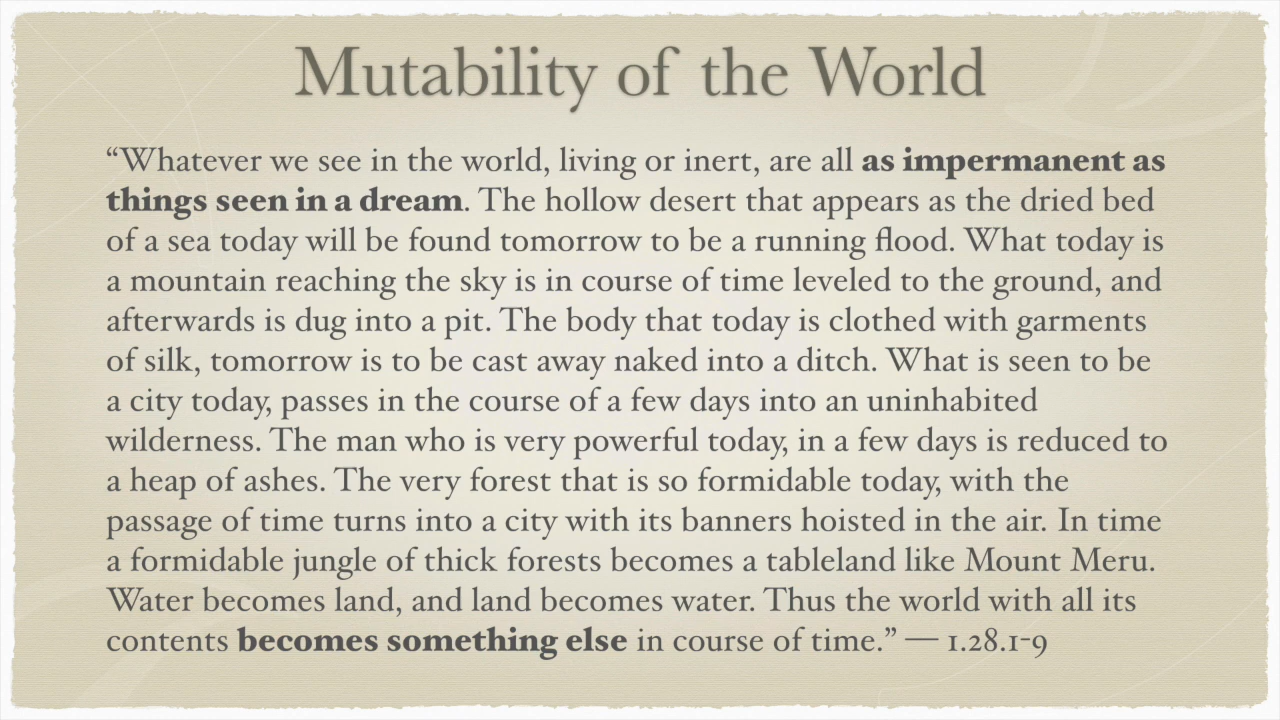 Mutability of the World
“Whatever we see in the world, living or inert, are all as impermanent as
things seen in a dream. The hollow desert that appears as the dried bed
of a sea today will be found tomorrow to be a running flood. What today is
a mountain reaching the sky is in course of time leveled to the ground, and
afterwards is dug into a pit. The body that today is clothed with garments
of silk, tomorrow is to be cast away naked into a ditch. What is seen to be
a city today, passes in the course of a few days into an uninhabited
wilderness. The man who is very powerful today, in a few days is reduced to
a heap of ashes. The very forest that is so formidable today, with the
passage of time turns into a city with its banners hoisted in the air. In time
a formidable jungle of thick forests becomes a tableland like Mount Meru.
Water becomes land, and land becomes water. Thus the world with all its
contents becomes something else in course of time.” — 1.28.1-9